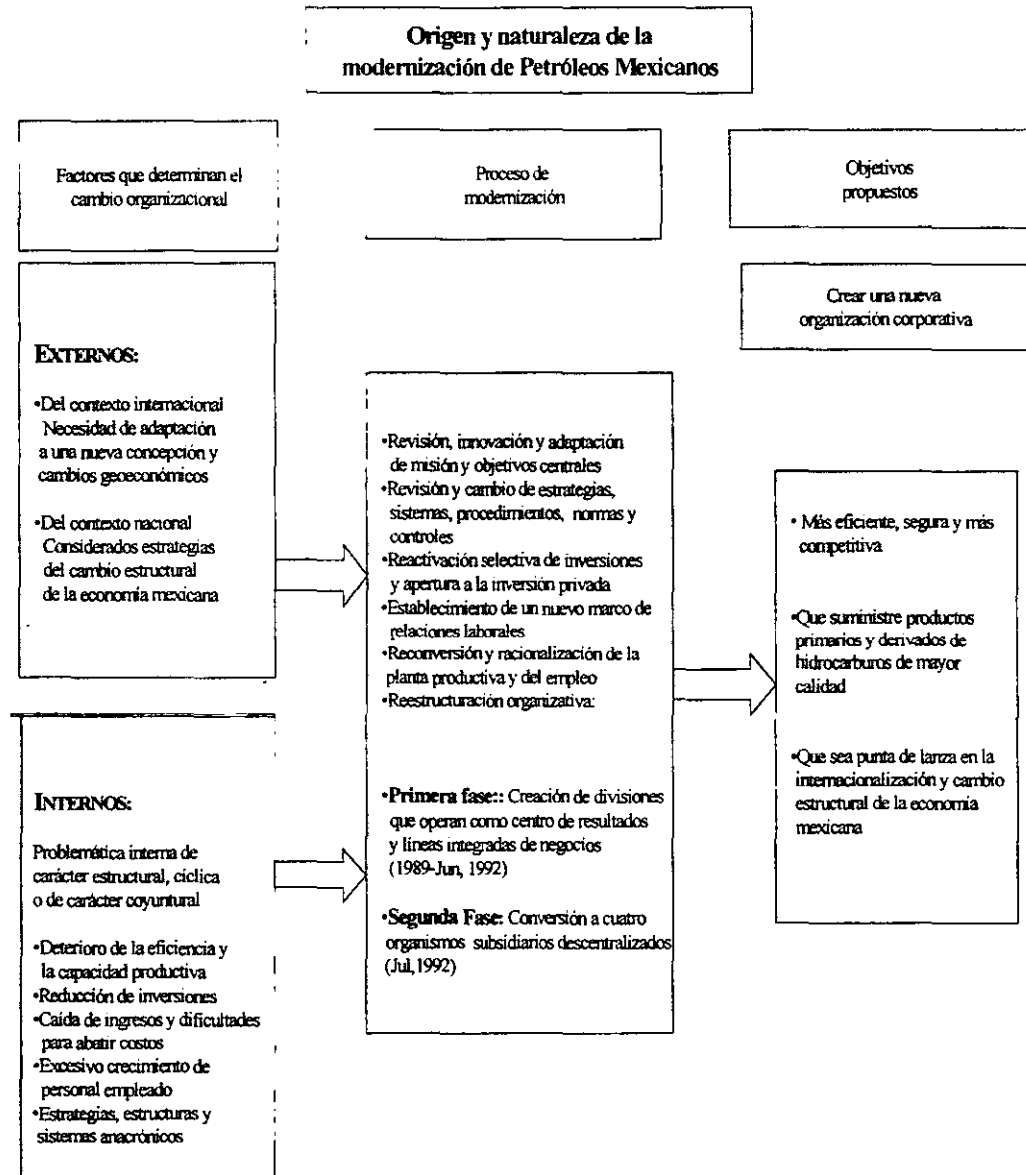 Origen y naturaleza de la
modernización de Petróleos Mexicanos
Factores que determinan el
cambio organizacional
Proceso de
modernización
Objetivos
propuestos
Crear una nueva
organización corporativa
EXTERNOS:
•Del contexto internacional
Necesidad de adaptación
a una nueva concepción y
cambios geoeconómicos
•Del contexto nacional
Considerados estrategias
del cambio estructural
de la economía mexicana
INTERNOS:
Problemática interna de
carácter estructural, cíclica
o de carácter coyuntural
•Deterioro de la eficiencia y
la capacidad productiva
•Reducción de inversiones
•Caída de ingresos y dificultades
para abatir costos
•Excesivo crecimiento de
personal empleado
•Estrategias, estructuras y
sistemas anacrónicos
•Revisión, innovación y adaptación
de misión y objetivos centrales
•Revisión y cambio de estrategias,
sistemas, procedimientos, normas y
controles
•Reactivación selectiva de inversiones
y apertura a la inversión privada
•Establecimiento de un nuevo marco de
relaciones laborales
•Reconversión y racionalización de la
planta productiva y del empleo
•Reestructuración organizativa:
•Primera fase:: Creación de divisiones
que operan como centro de resultados
y líneas integradas de negocios
(1989-Jun, 1992)
•Segunda Fase: Conversión a cuatro
organismos subsidiarios descentralizados
(Jul,1992)
• Más eficiente, segura y más
competitiva
•Que suministre productos
primarios y derivados de
hidrocarburos de mayor
calidad
•Que sea punta de lanza en la
internacionalización y cambio
estructural de la economía
mexicana